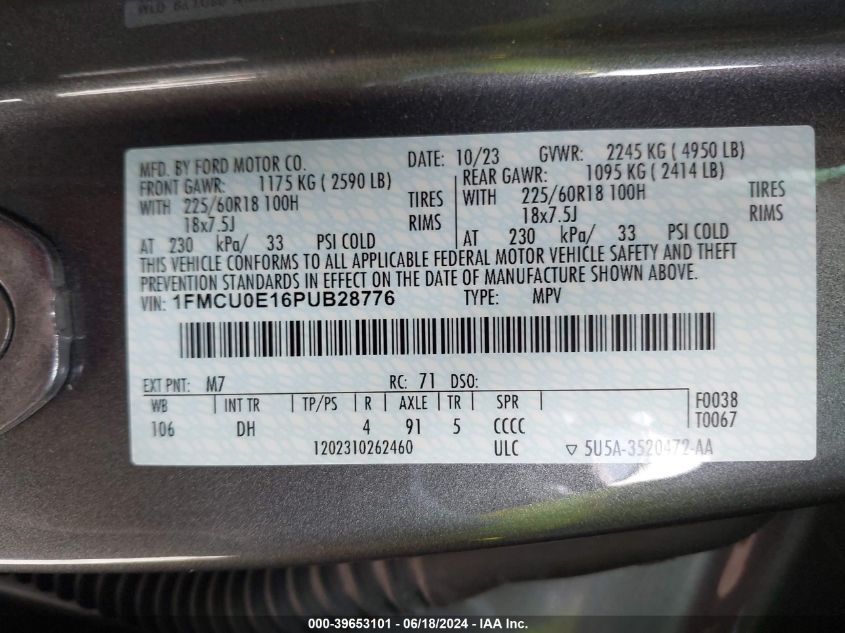 MFD. BY FORD MOTOR CO. DATE: 10/23 GVWR: 2245 KG ( 4950 LB)
FRONT GAWR: 1175 KG ( 2590 LB) REAR GAWR: 1095 KG ( 2414 LB)
WITH 225/60R18 100H TIRES WITH 225/60R18 100H TIRES
18x7.5J RIMS 18x7.5J RIMS
AT 230 kPa/ 33 PSI COLD AT 230 kPa/ 33 PSI COLD
THIS VEHICLE CONFORMS TO ALL APPLICABLE FEDERAL MOTOR VEHICLE SAFETY AND THEFT
PREVENTION STANDARDS IN EFFECT ON THE DATE OF MANUFACTURE SHOWN ABOVE.
VIN: 1FMCU0E16PUB28776 TYPE: MPV
EXT PNT: M7 RC: 71 DSO:
WB INT TR TP/PS R AXLE TR SPR F0038
106 DH 4 91 5 CCCC T0067
1202310262460 ULC ▽ 5U5A-3520472-AA
000-39653101 - 06/18/2024 - IAA Inc.